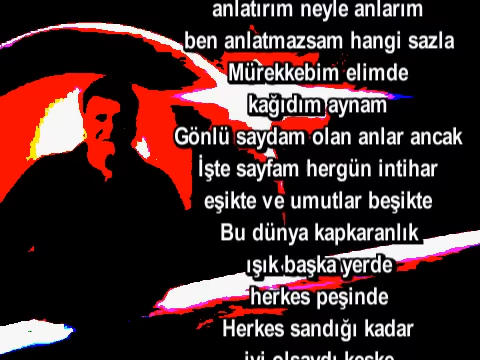 anlatırım neyle anlarım
ben anlatmazsam hangi sazla
Mürekkebim elimde
kağıdım aynam
Gönlü saydam olan anlar ancak
İşte sayfam hergün intihar
eşikte ve umutlar beşikte
Bu dünya kapkaranlık
ışık başka yerde
herkes peşinde
Herkes sandığı kadar
iyi olsaydı keşke